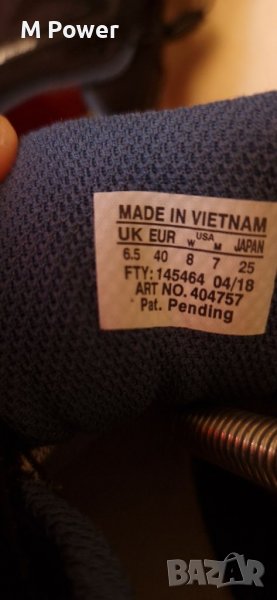 M Power
MADE IN VIETNAM
UK EUR W USA M JAPAN
6.5 40 8 7 25
FTY: 145464 04/18
ART NO. 404757
Pat. Pending
BAZAR